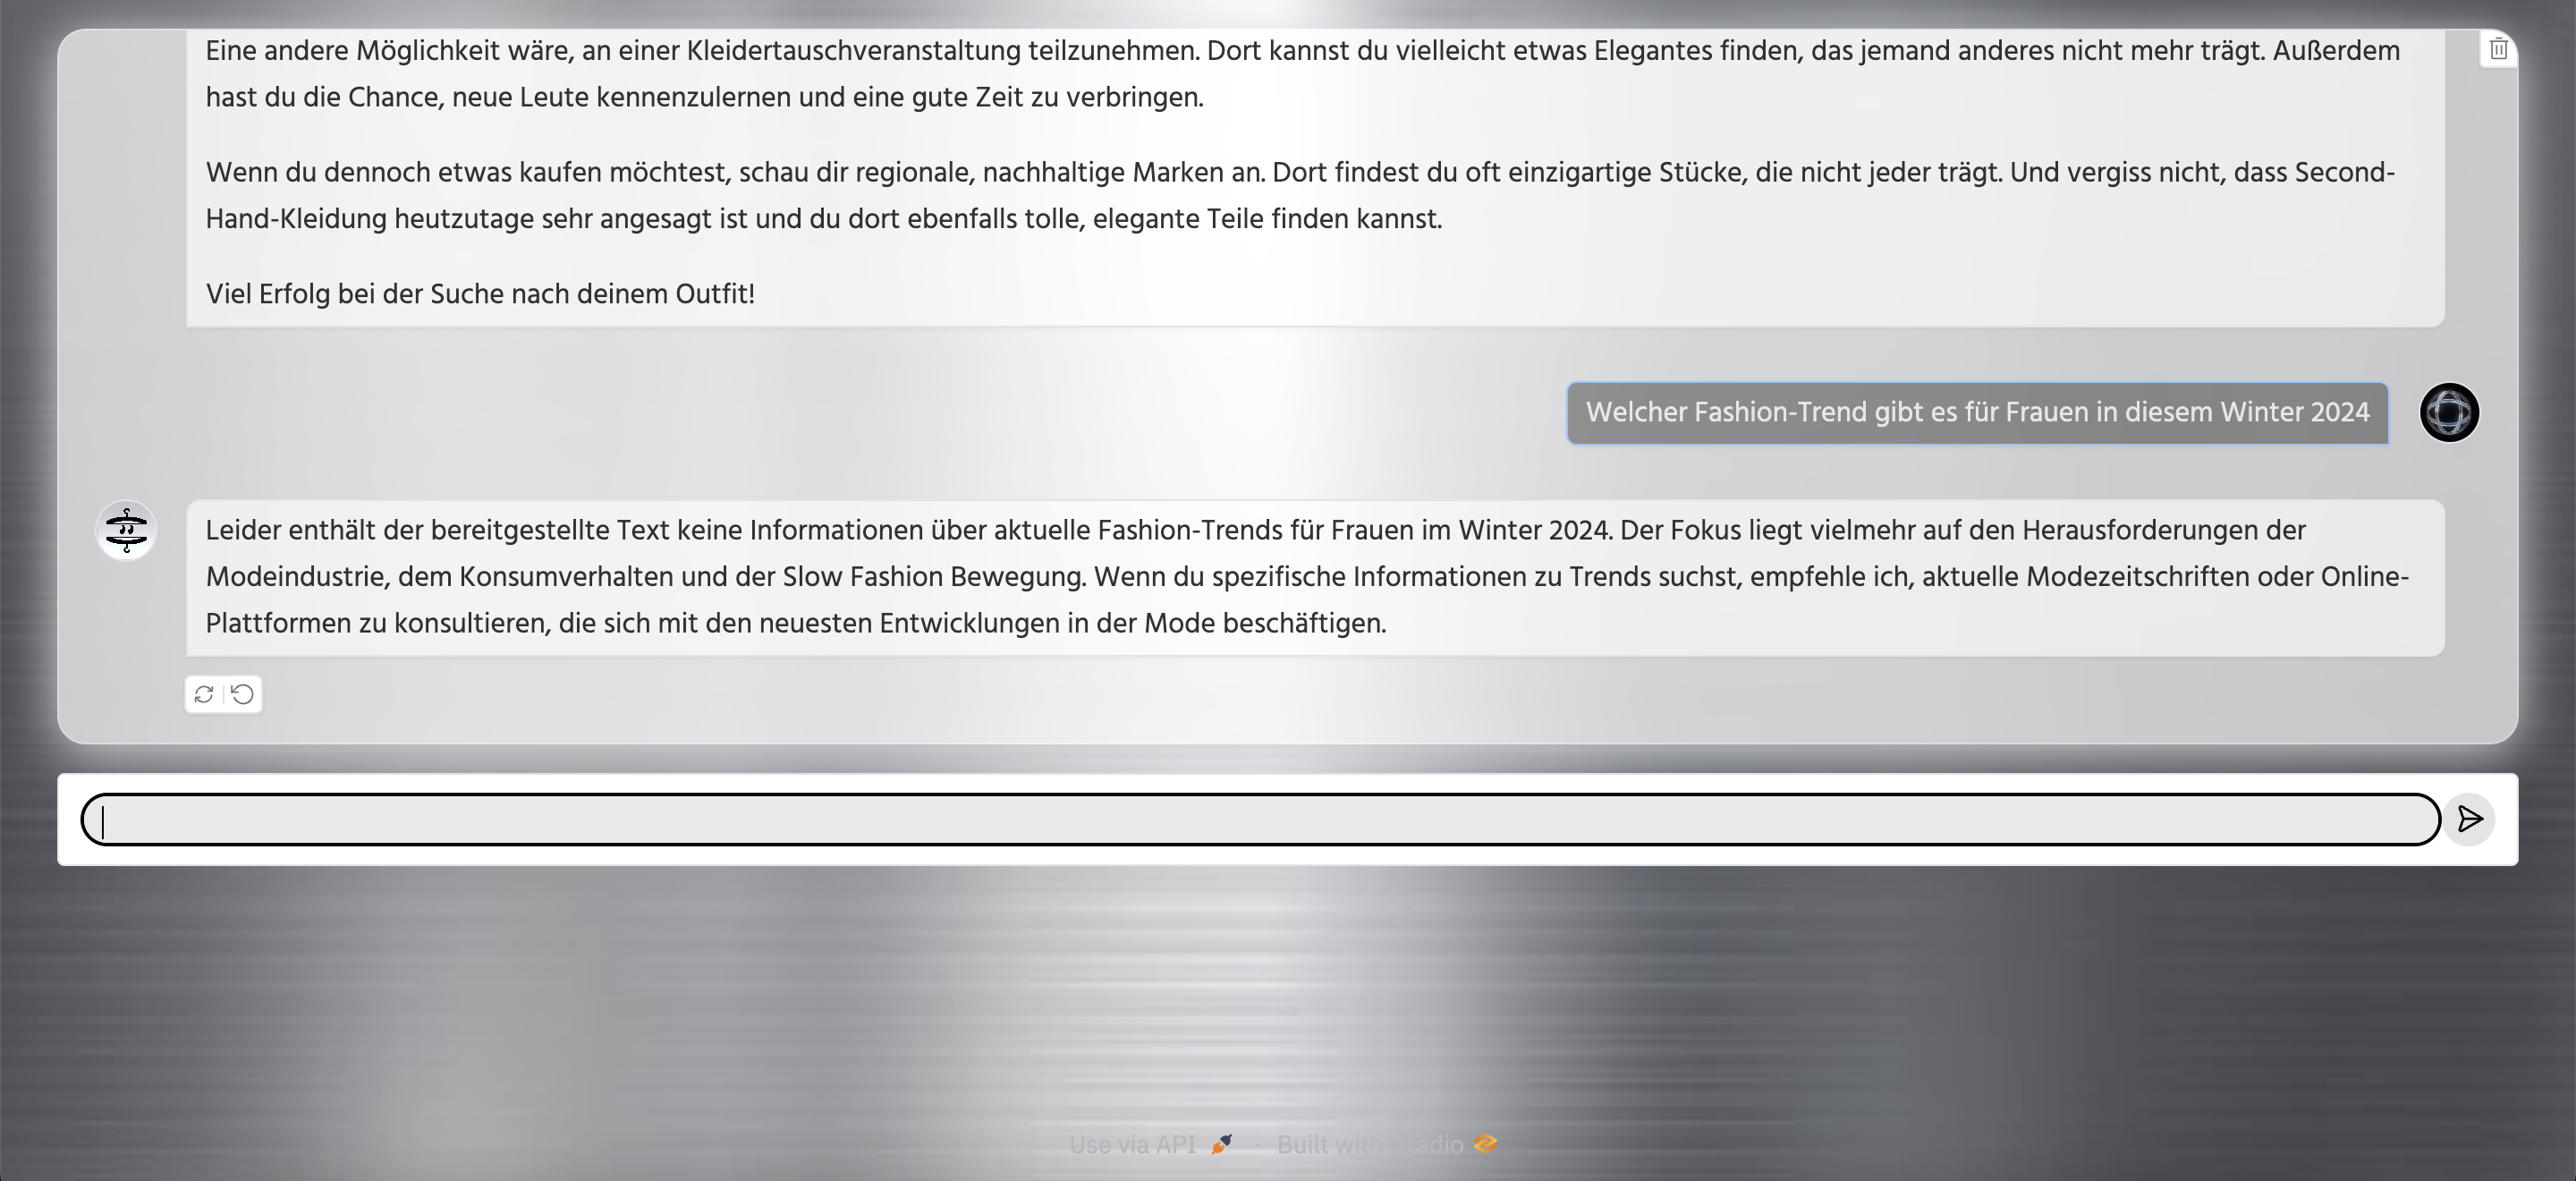 Eine andere Möglichkeit wäre, an einer Kleidertauschveranstaltung teilzunehmen. Dort kannst du vielleicht etwas Elegantes finden, das jemand anderes nicht mehr trägt. Außerdem
hast du die Chance, neue Leute kennenzulernen und eine gute Zeit zu verbringen.
Wenn du dennoch etwas kaufen möchtest, schau dir regionale, nachhaltige Marken an. Dort findest du oft einzigartige Stücke, die nicht jeder trägt. Und vergiss nicht, dass Second-
Hand-Kleidung heutzutage sehr angesagt ist und du dort ebenfalls tolle, elegante Teile finden kannst.
Viel Erfolg bei der Suche nach deinem Outfit!
Welcher Fashion-Trend gibt es für Frauen in diesem Winter 2024
Leider enthält der bereitgestellte Text keine Informationen über aktuelle Fashion-Trends für Frauen im Winter 2024. Der Fokus liegt vielmehr auf den Herausforderungen der
Modeindustrie, dem Konsumverhalten und der Slow Fashion Bewegung. Wenn du spezifische Informationen zu Trends suchst, empfehle ich, aktuelle Modezeitschriften oder Online-
Plattformen zu konsultieren, die sich mit den neuesten Entwicklungen in der Mode beschäftigen.
Use via API · Built with